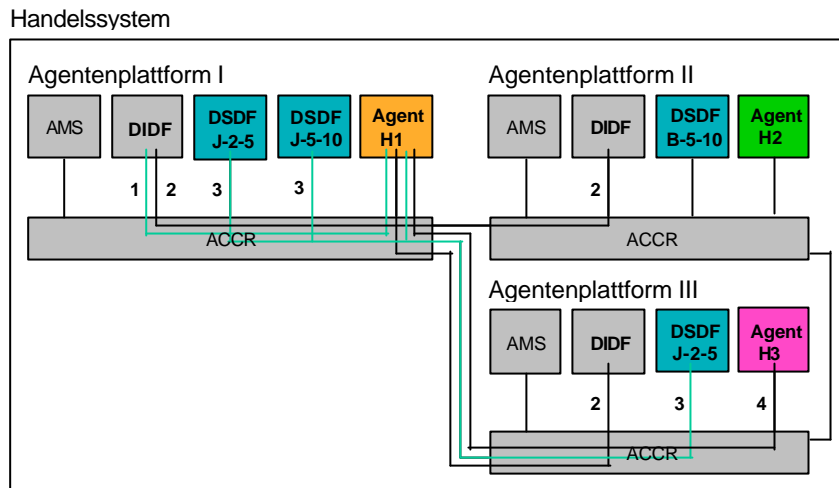 Handelssystem
Agentenplattform I
AMS
DIDF
DSDF
J-2-5
DSDF
J-5-10
Agent
H1
1
2
3
3
ACCR
Agentenplattform II
AMS
DIDF
DSDF
B-5-10
Agent
H2
2
ACCR
Agentenplattform III
AMS
DIDF
DSDF
J-2-5
Agent
H3
2
3
4
ACCR